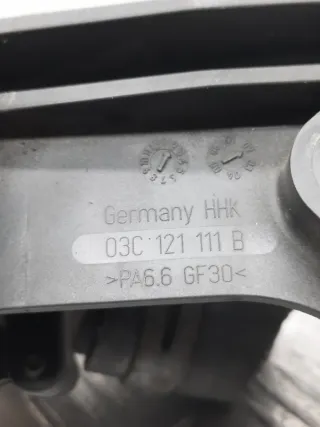 Germany HHK
03C 121 111 B
>PA6.6 GF30<